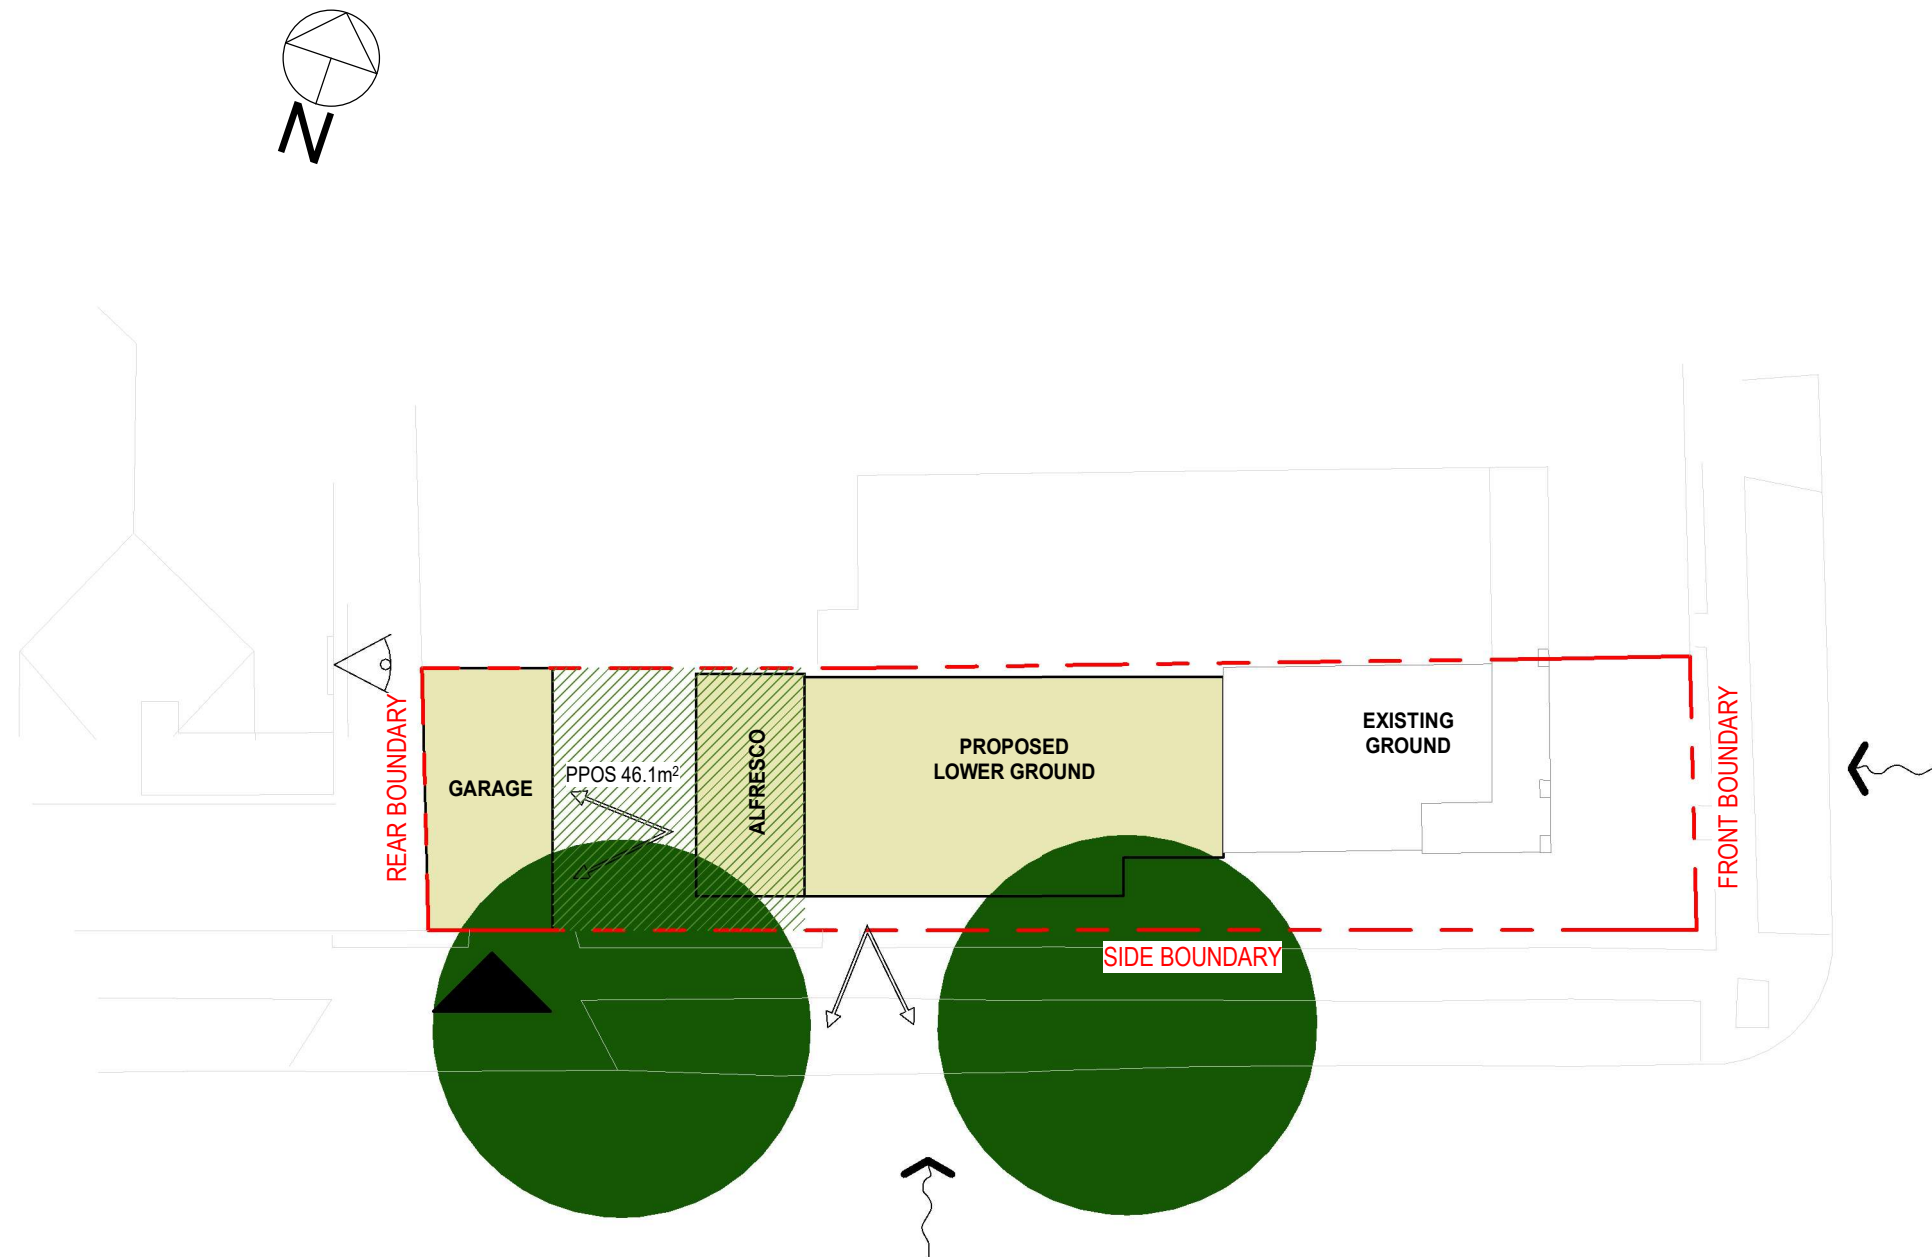 N
EXISTING
GROUND
PROPOSED
LOWER GROUND
ALFRESCO
PPOS 46.1m²
GARAGE
REAR BOUNDARY
FRONT BOUNDARY
SIDE BOUNDARY